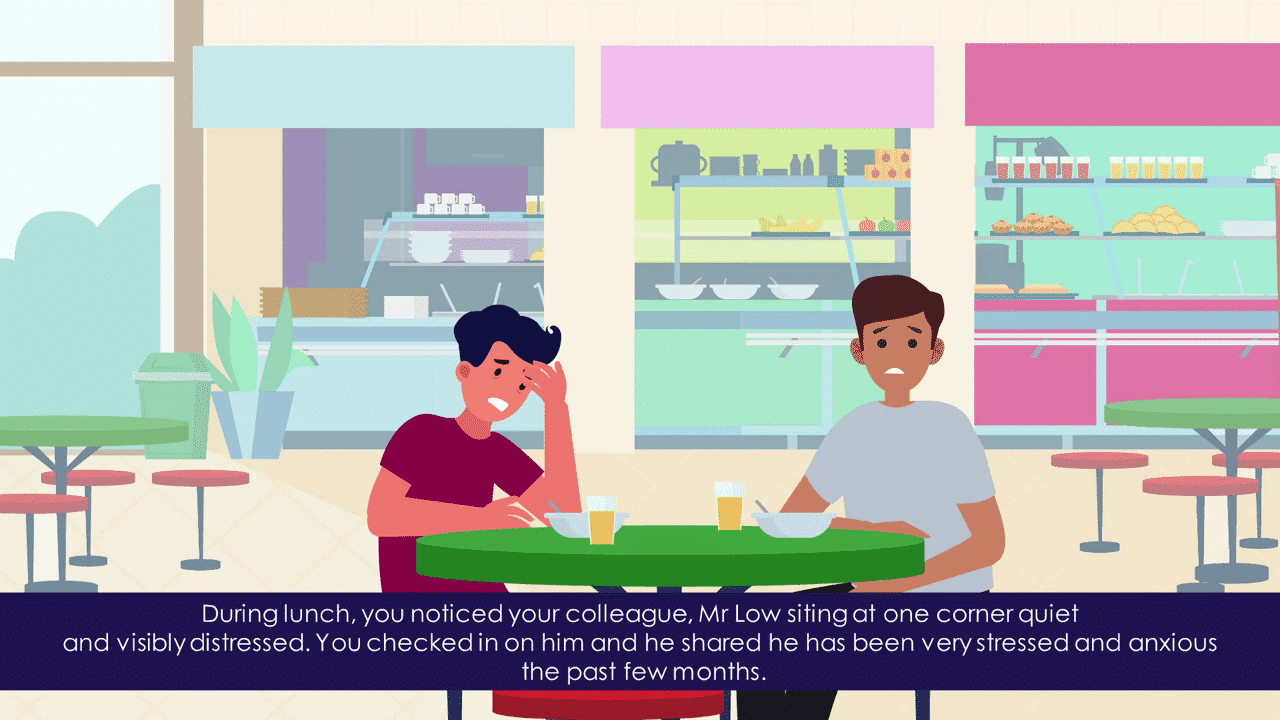 During lunch, you noticed your colleague, Mr Low siting at one corner quiet
and visibly distressed. You checked in on him and he shared he has been very stressed and anxious
the past few months.